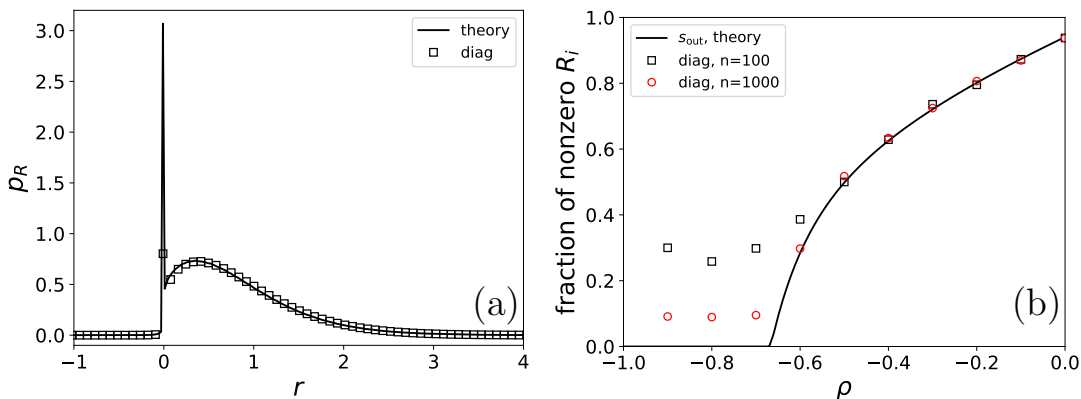 3.0
2.5
2.0
1.5
1.0
0.5
0.0
p_R
theory
diag
(a)
−1 0 1 2 3 4
r
1.0
0.8
0.6
0.4
0.2
0.0
fraction of nonzero R_i
s_out, theory
diag, n=100
diag, n=1000
(b)
−1.0 −0.8 −0.6 −0.4 −0.2 0.0
ρ